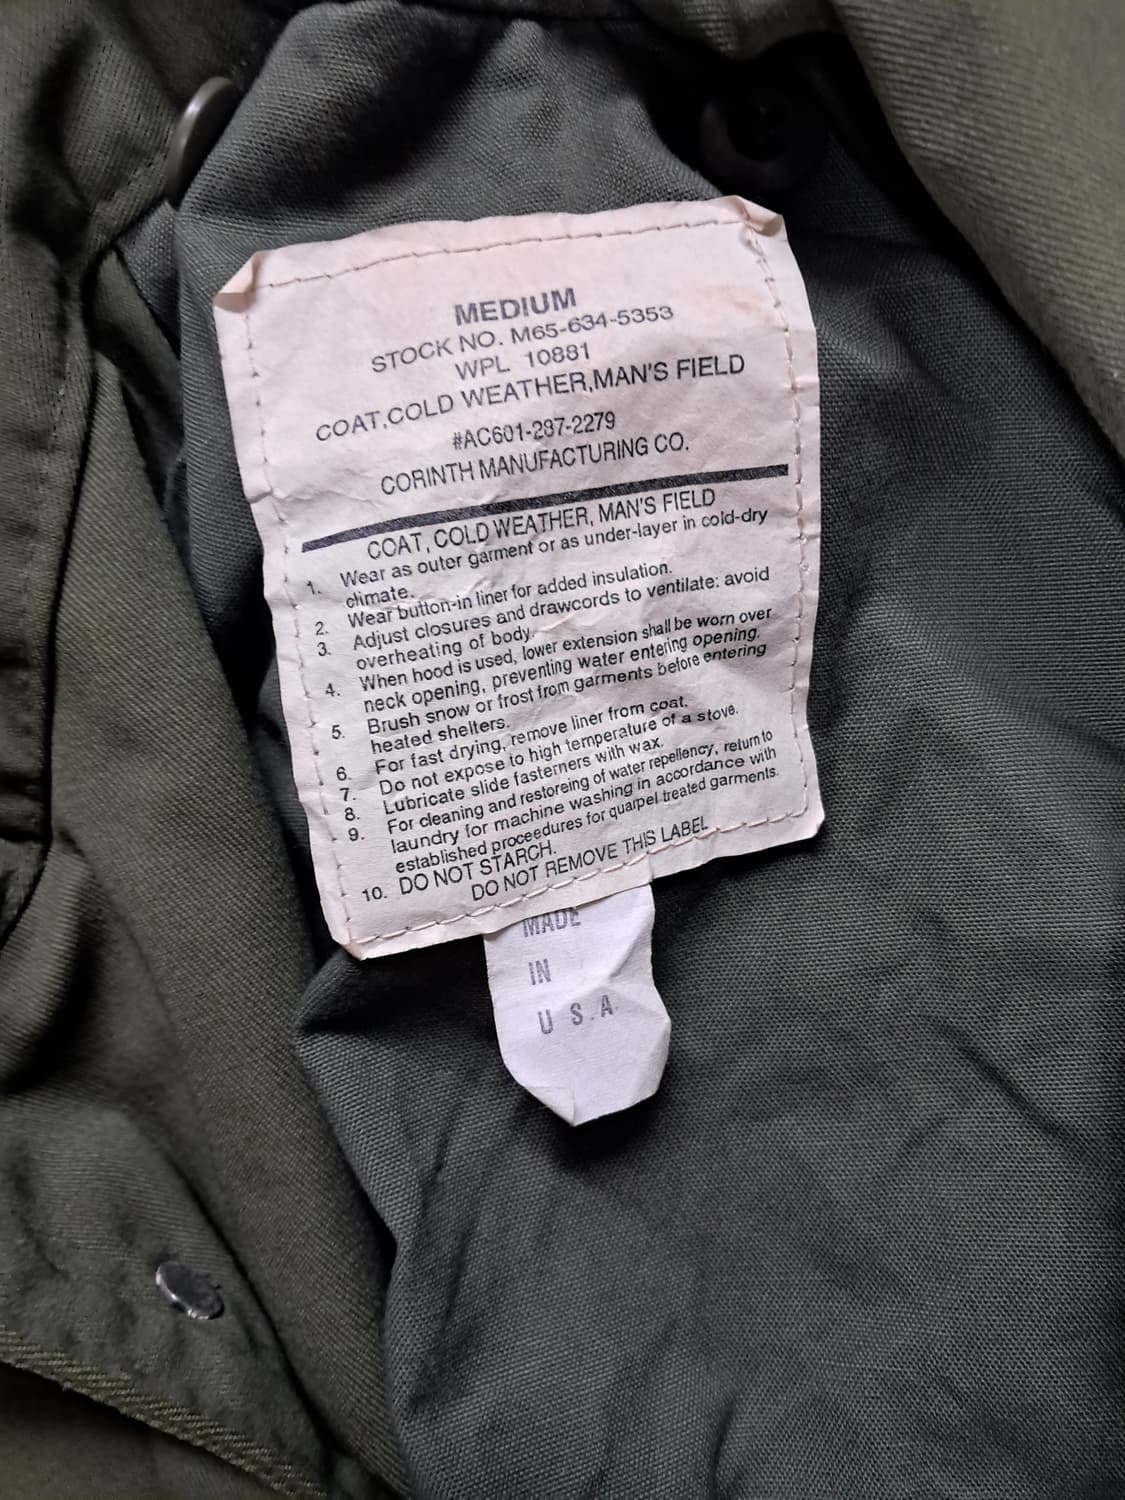 MEDIUM
STOCK NO. M65-634-5353
WPL 10881
COAT,COLD WEATHER,MAN'S FIELD
#AC601-287-2279
CORINTH MANUFACTURING CO.
COAT, COLD WEATHER, MAN'S FIELD
1. Wear as outer garment or as under-layer in cold-dry
climate.
2. Wear button-in liner for added insulation.
3. Adjust closures and drawcords to ventilate: avoid
overheating of body.
4. When hood is used, lower extension shall be worn over
neck opening, preventing water entering opening.
5. Brush snow or frost from garments before entering
heated shelters.
6. For fast drying, remove liner from coat.
7. Do not expose to high temperature of a stove.
8. Lubricate slide fasterners with wax.
9. For cleaning and restoreing of water repellency, return to
laundry for machine washing in accordance with
established proceedures for quarpel treated garments.
10. DO NOT STARCH.
DO NOT REMOVE THIS LABEL
MADE
IN
U.S.A.